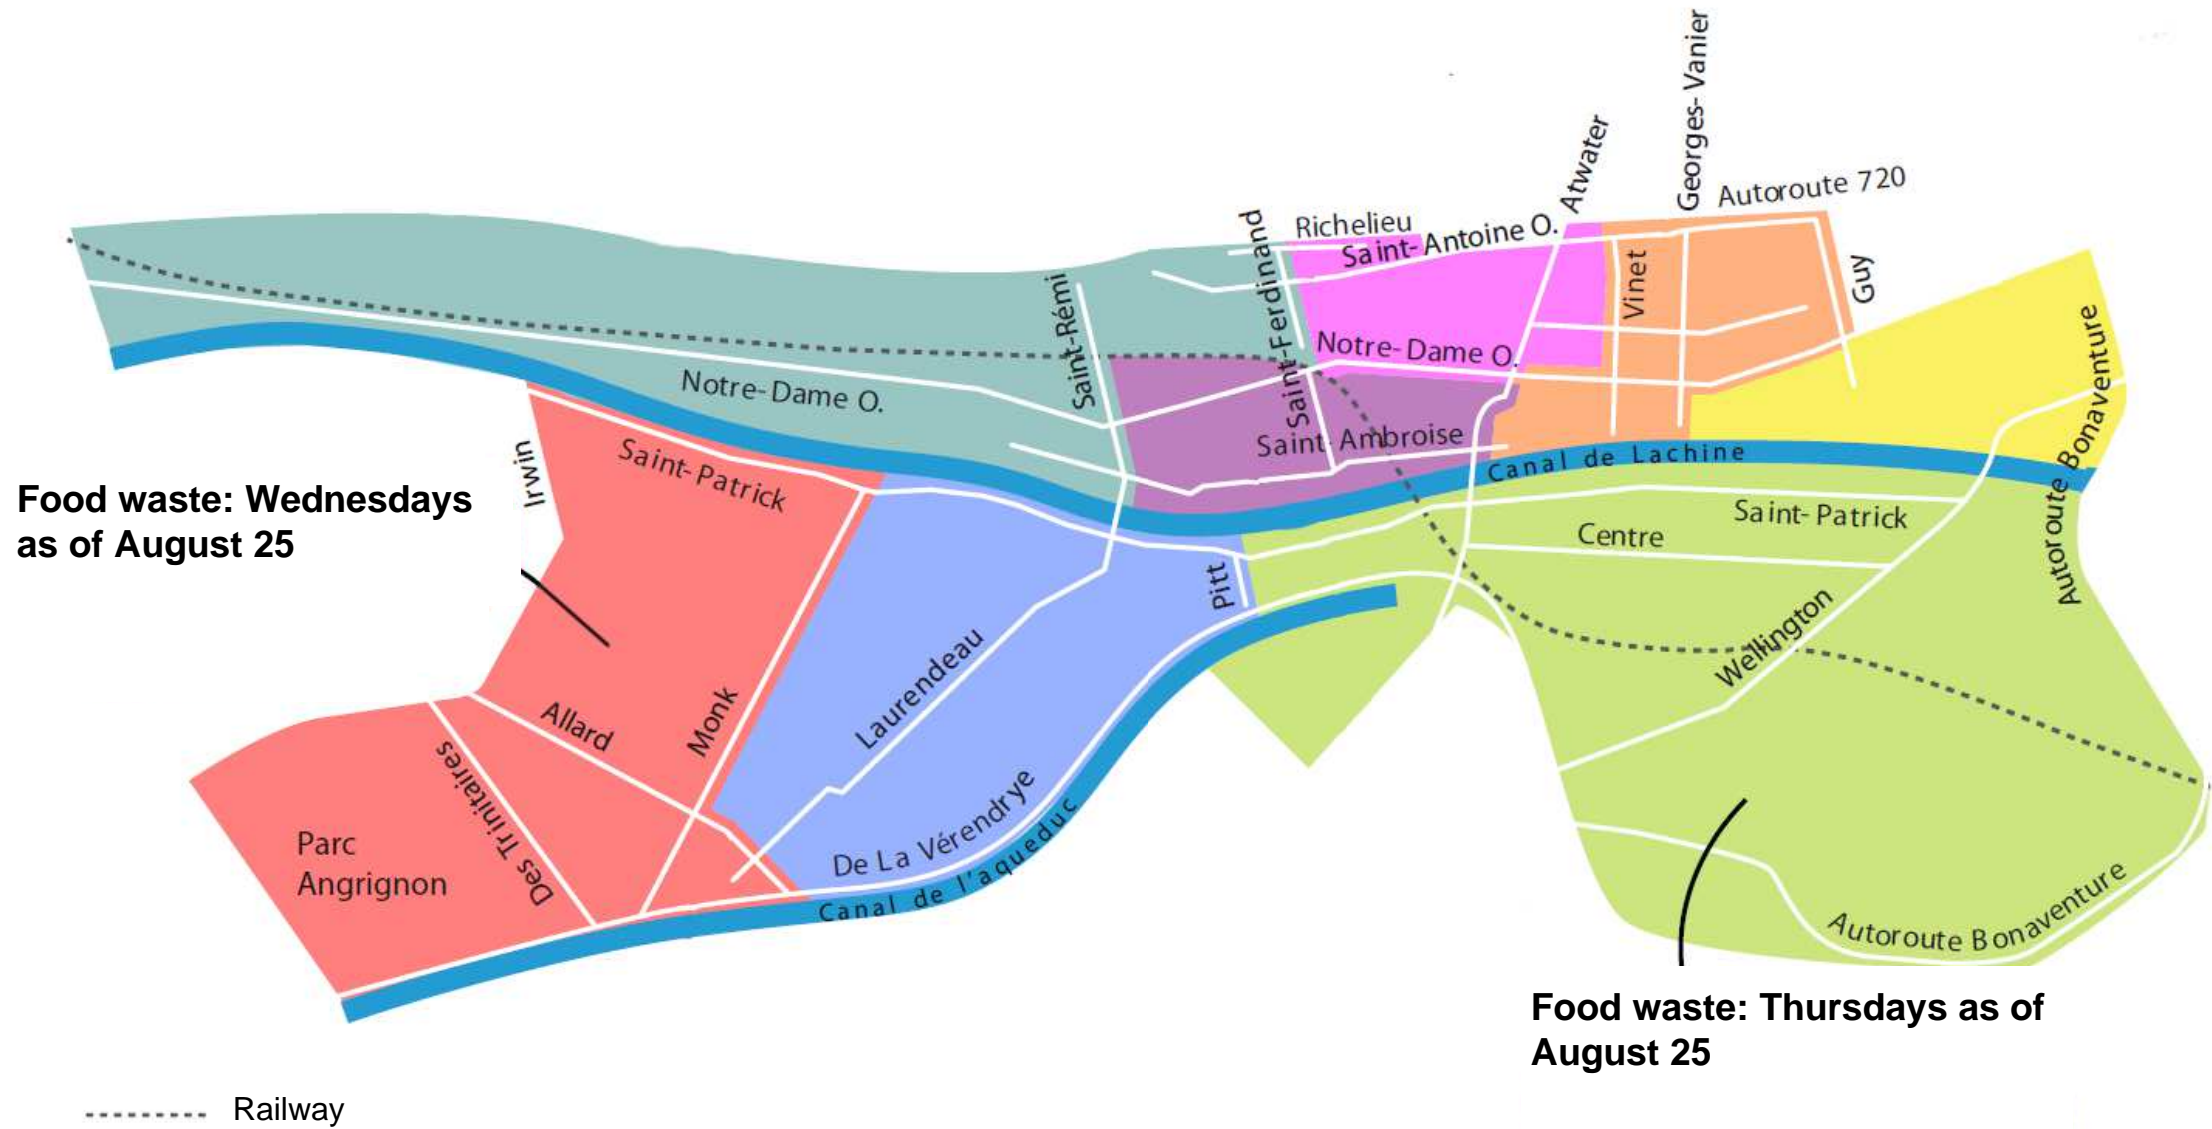 Georges-Vanier
Atwater
Autoroute 720
Richelieu
Saint-Antoine O.
Saint-Ferdinand
Vinet
Guy
Saint-Rémi
Notre-Dame O.
Autoroute Bonaventure
Notre-Dame O.
Saint-Ambroise
Canal de Lachine
Irwin
Saint-Patrick
Food waste: Wednesdays
as of August 25
Saint-Patrick
Centre
Pitt
Wellington
Laurendeau
Monk
Allard
Des Trinitaires
De La Vérendrye
Canal de l'aqueduc
Parc
Angrignon
Autoroute Bonaventure
Food waste: Thursdays as of
August 25
Railway